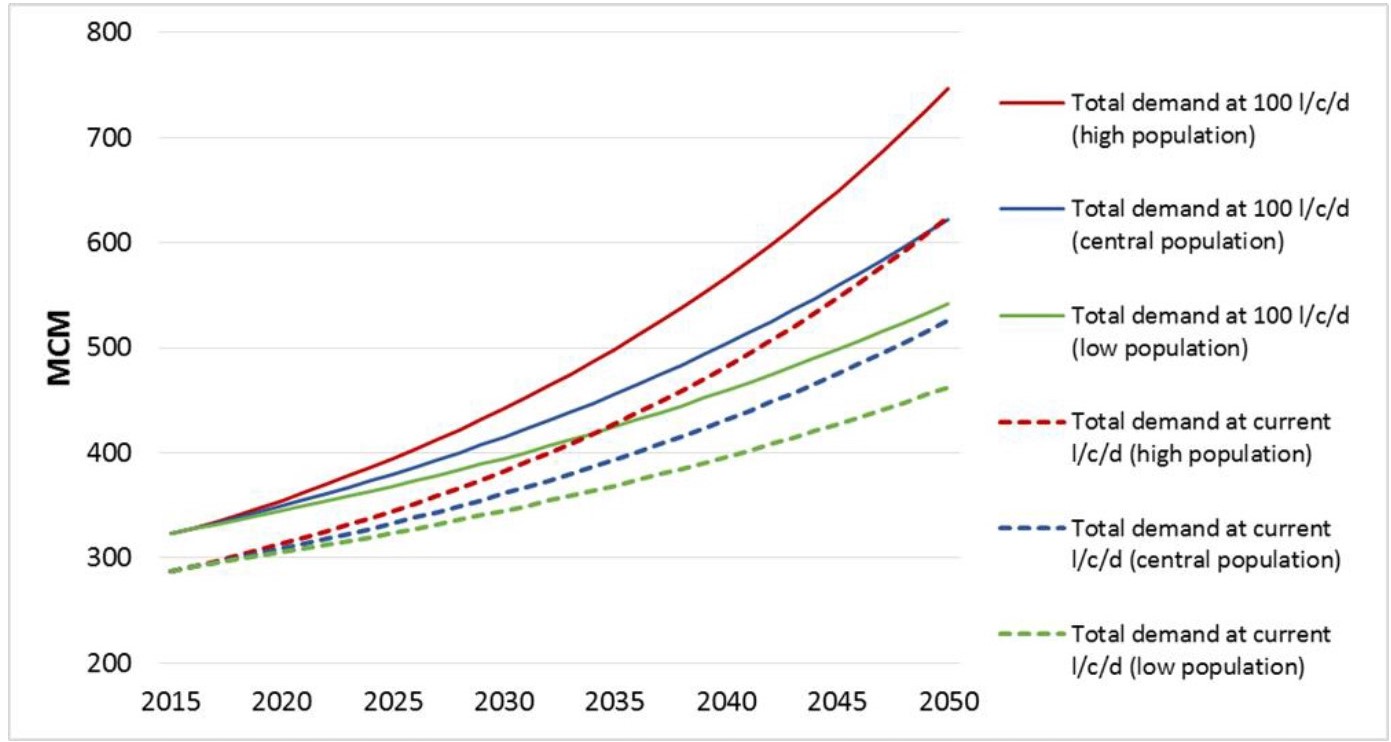 800
700
600
500
400
300
200
MCM
2015 2020 2025 2030 2035 2040 2045 2050
Total demand at 100 l/c/d
(high population)
Total demand at 100 l/c/d
(central population)
Total demand at 100 l/c/d
(low population)
Total demand at current
l/c/d (high population)
Total demand at current
l/c/d (central population)
Total demand at current
l/c/d (low population)